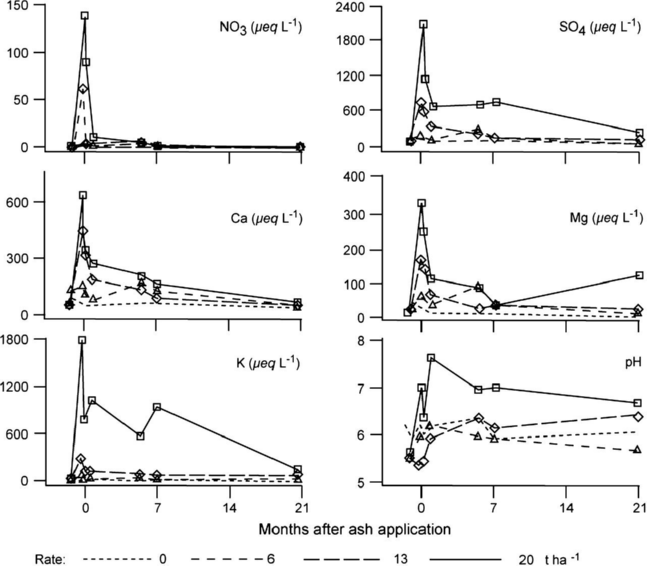 150
100
50
0
NO3 (µeq L-1)
2400
1800
1200
600
0
SO4 (µeq L-1)
600
300
0
Ca (µeq L-1)
400
300
200
100
0
Mg (µeq L-1)
1800
1200
600
0
K (µeq L-1)
8
7
6
5
pH
0 7 14 21
0 7 14 21
Months after ash application
Rate: 0 6 13 20 t ha-1